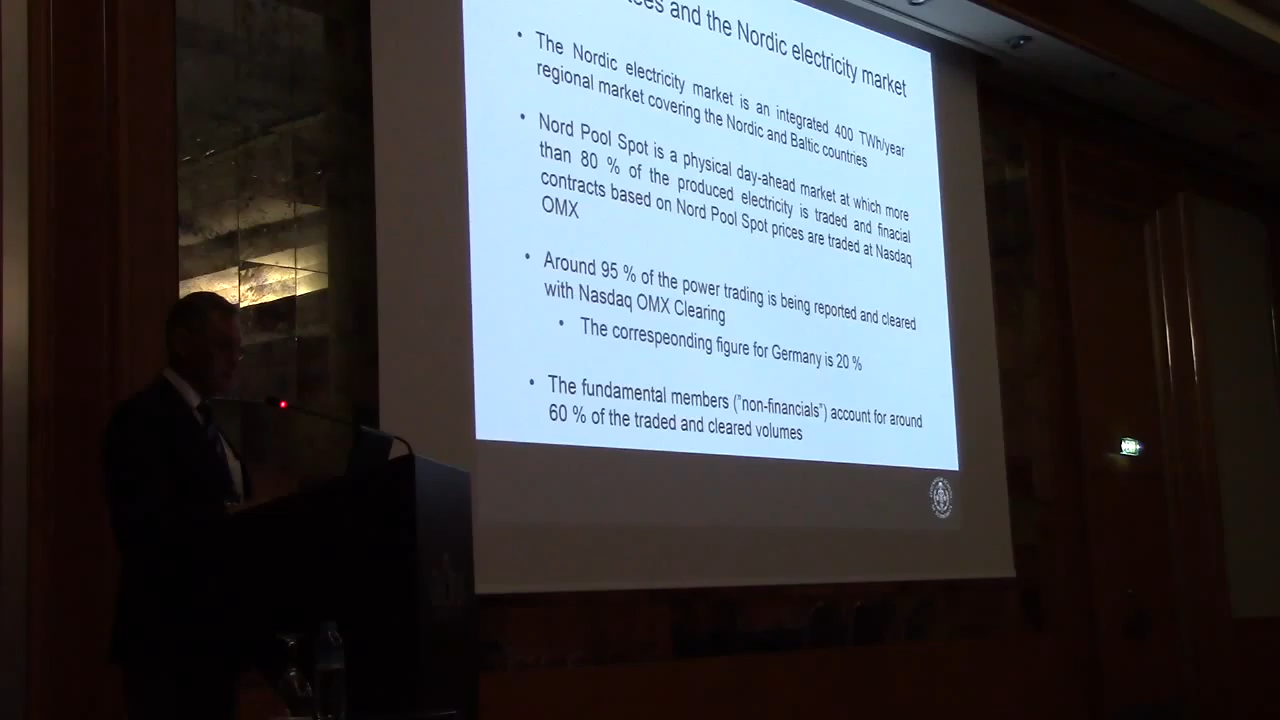 and the Nordic electricity market
• The Nordic electricity market is an integrated 400 TWh/year
regional market covering the Nordic and Baltic countries
• Nord Pool Spot is a physical day-ahead market at which more
than 80 % of the produced electricity is traded and finacial
contracts based on Nord Pool Spot prices are traded at Nasdaq
OMX
• Around 95 % of the power trading is being reported and cleared
with Nasdaq OMX Clearing
• The correspeonding figure for Germany is 20 %
• The fundamental members ("non-financials") account for around
60 % of the traded and cleared volumes